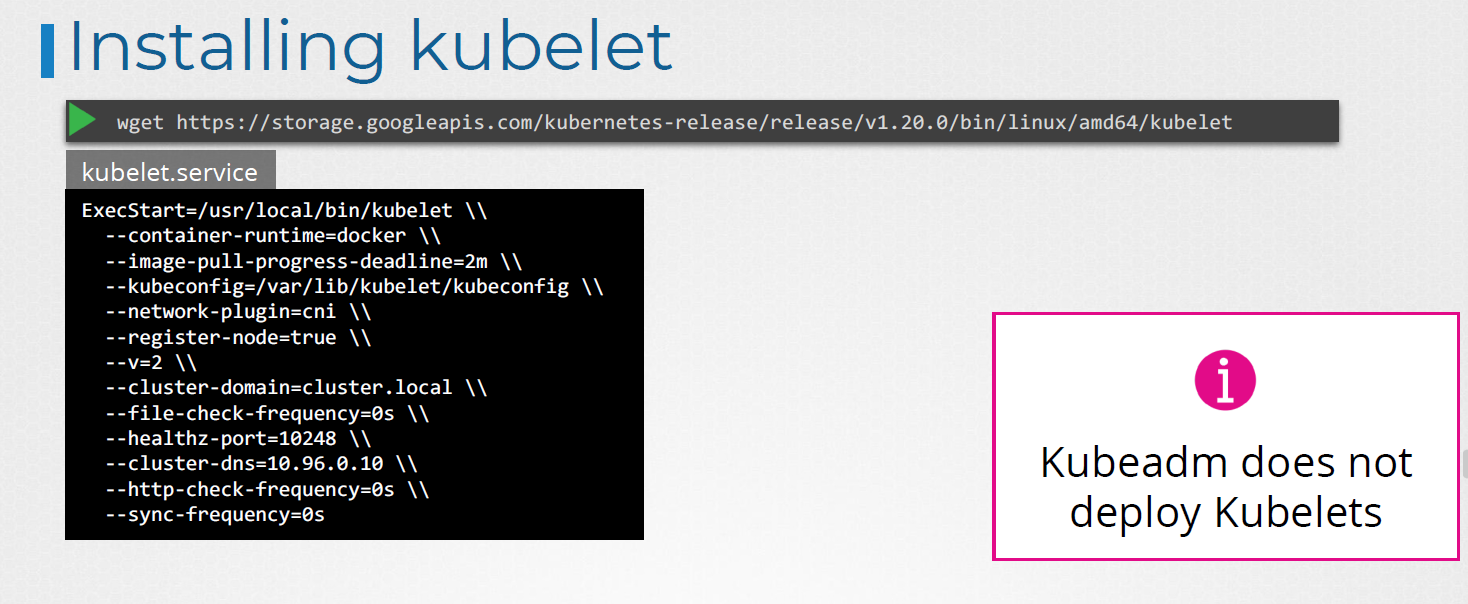 Installing kubelet
wget https://storage.googleapis.com/kubernetes-release/release/v1.20.0/bin/linux/amd64/kubelet
kubelet.service
ExecStart=/usr/local/bin/kubelet \\
--container-runtime=docker \\
--image-pull-progress-deadline=2m \\
--kubeconfig=/var/lib/kubelet/kubeconfig \\
--network-plugin=cni \\
--register-node=true \\
--v=2 \\
--cluster-domain=cluster.local \\
--file-check-frequency=0s \\
--healthz-port=10248 \\
--cluster-dns=10.96.0.10 \\
--http-check-frequency=0s \\
--sync-frequency=0s
i
Kubeadm does not
deploy Kubelets